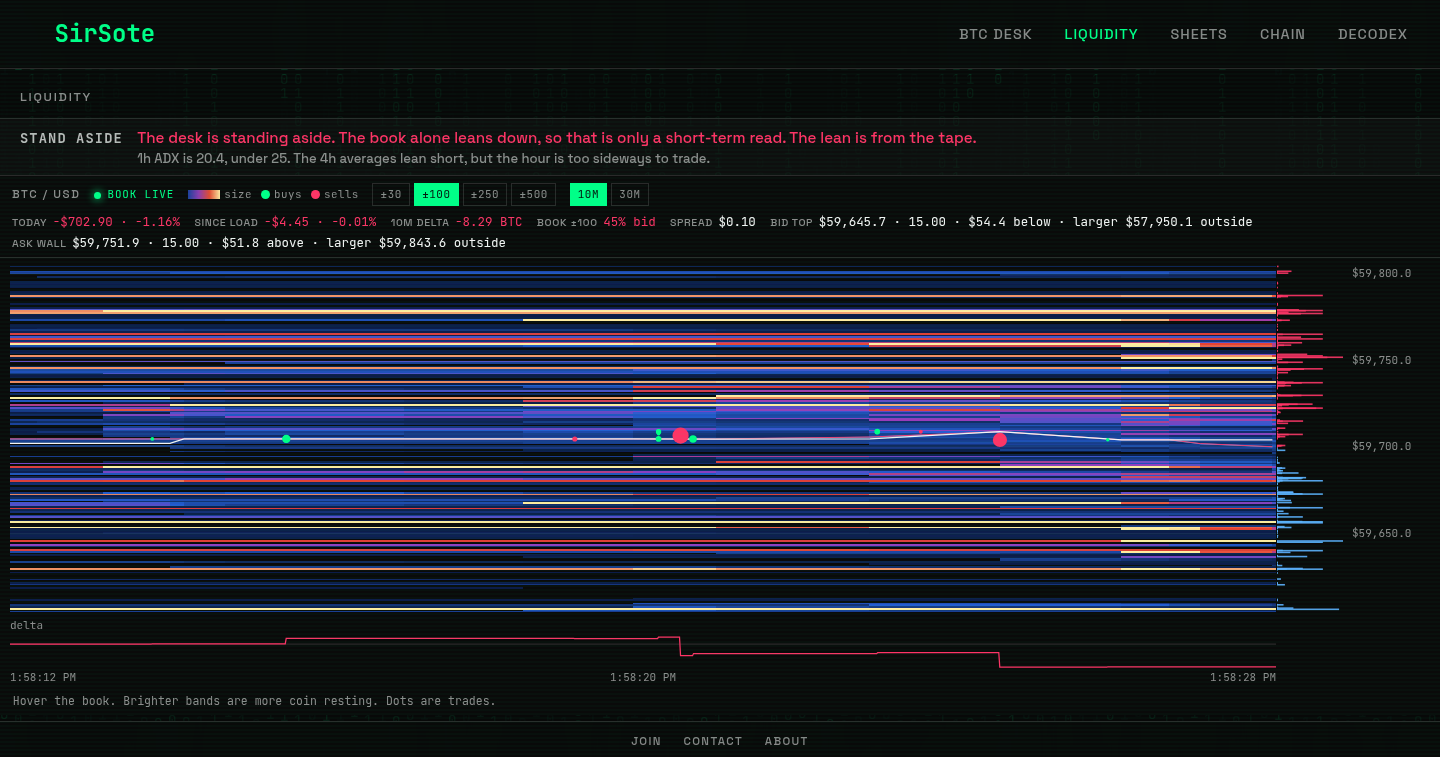 SirSote
BTC DESK LIQUIDITY SHEETS CHAIN DECODEX
LIQUIDITY
STAND ASIDE The desk is standing aside. The book alone leans down, so that is only a short-term read. The lean is from the tape.
1h ADX is 20.4, under 25. The 4h averages lean short, but the hour is too sideways to trade.
BTC / USD BOOK LIVE size buys sells ±30 ±100 ±250 ±500 10M 30M
TODAY -$702.90 · -1.16% SINCE LOAD -$4.45 · -0.01% 10M DELTA -8.29 BTC BOOK ±100 45% bid SPREAD $0.10 BID TOP $59,645.7 · 15.00 · $54.4 below · larger $57,950.1 outside
ASK WALL $59,751.9 · 15.00 · $51.8 above · larger $59,843.6 outside
$59,800.0
$59,750.0
$59,700.0
$59,650.0
delta
1:58:12 PM 1:58:20 PM 1:58:28 PM
Hover the book. Brighter bands are more coin resting. Dots are trades.
JOIN CONTACT ABOUT